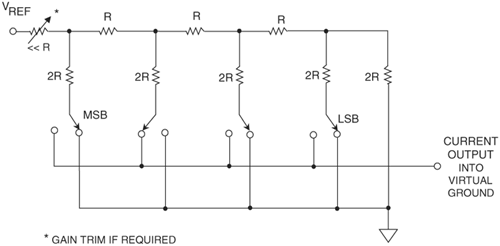 VREF
*
<< R
R
R
R
2R
2R
2R
2R
2R
MSB
LSB
CURRENT
OUTPUT
INTO
VIRTUAL
GROUND
* GAIN TRIM IF REQUIRED